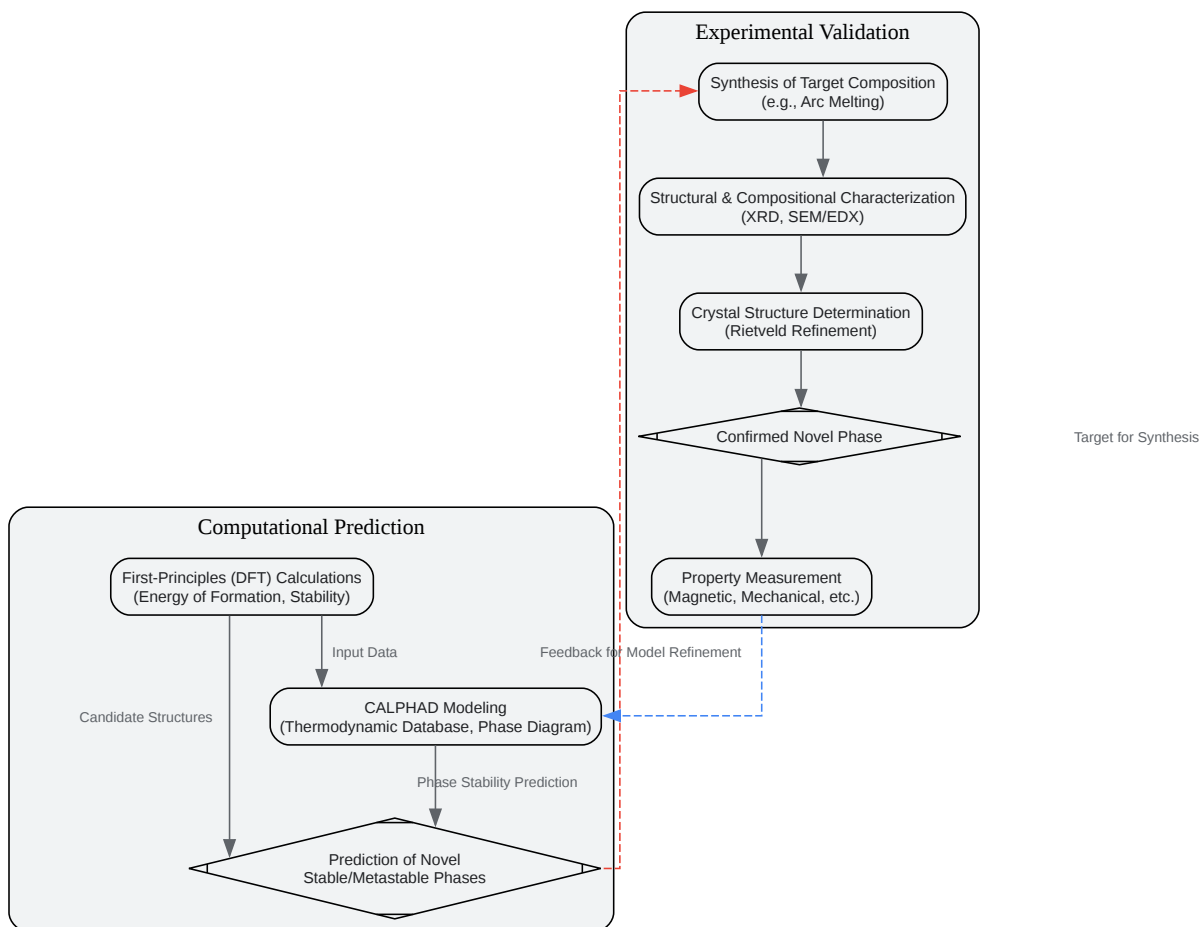 Experimental Validation
Synthesis of Target Composition
(e.g., Arc Melting)
Structural & Compositional Characterization
(XRD, SEM/EDX)
Crystal Structure Determination
(Rietveld Refinement)
Confirmed Novel Phase
Target for Synthesis
Property Measurement
(Magnetic, Mechanical, etc.)
Feedback for Model Refinement
Computational Prediction
First-Principles (DFT) Calculations
(Energy of Formation, Stability)
Input Data
Candidate Structures
CALPHAD Modeling
(Thermodynamic Database, Phase Diagram)
Phase Stability Prediction
Prediction of Novel
Stable/Metastable Phases